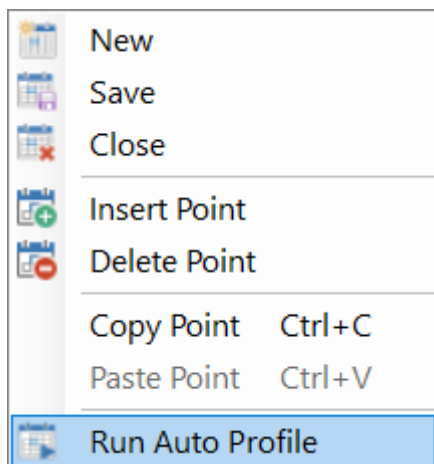 New
Save
Close
Insert Point
Delete Point
Copy Point Ctrl+C
Paste Point Ctrl+V
Run Auto Profile